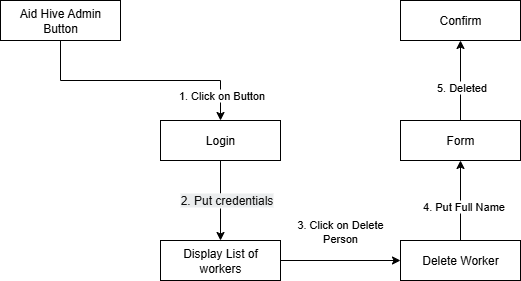 Aid Hive Admin
Button
1. Click on Button
Login
2. Put credentials
Display List of
workers
3. Click on Delete
Person
Delete Worker
4. Put Full Name
Form
5. Deleted
Confirm